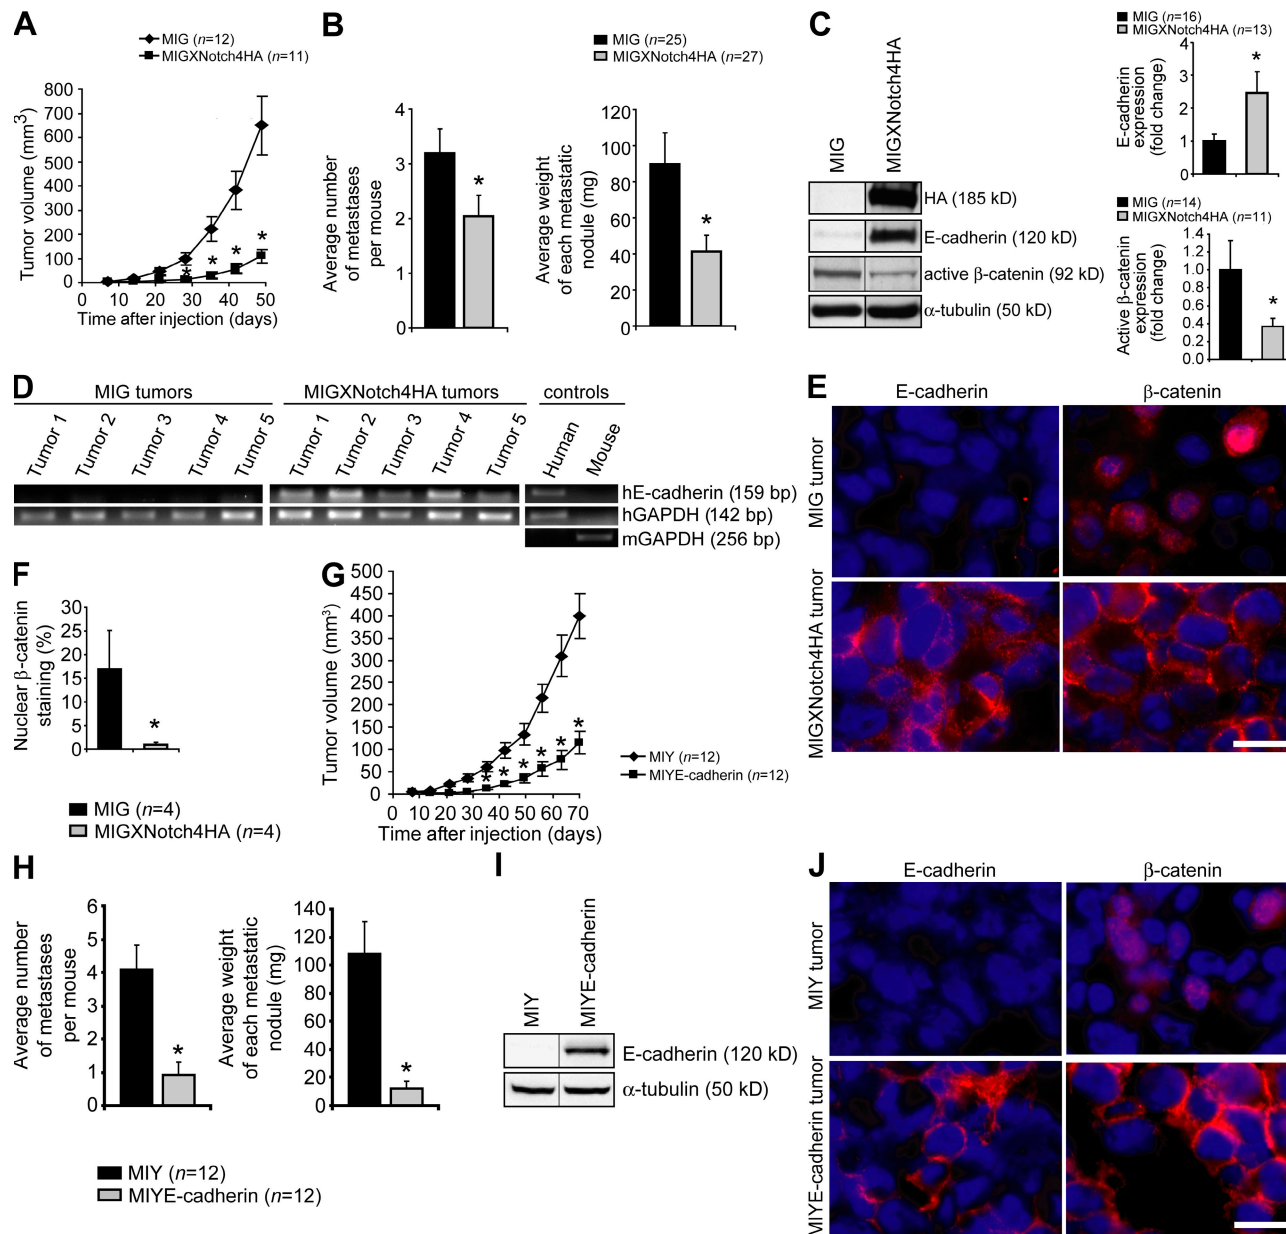 A
MIG (n=12)
MIGXNotch4HA (n=11)
Tumor volume (mm3)
800
700
600
500
400
300
200
100
0
0 10 20 30 40 50
Time after injection (days)
* * * *
B
MIG (n=25)
MIGXNotch4HA (n=27)
Average number
of metastases
per mouse
4
3
2
1
0
*
Average weight
of each metastatic
nodule (mg)
120
100
80
60
40
20
0
*
C
MIG
MIGXNotch4HA
HA (185 kD)
E-cadherin (120 kD)
active β-catenin (92 kD)
α-tubulin (50 kD)
MIG (n=16)
MIGXNotch4HA (n=13)
E-cadherin
expression
(fold change)
4
3
2
1
0
*
MIG (n=14)
MIGXNotch4HA (n=11)
Active β-catenin
expression
(fold change)
1.4
1.2
1.0
0.8
0.6
0.4
0.2
0.0
*
D
MIG tumors
MIGXNotch4HA tumors
controls
Tumor 1
Tumor 2
Tumor 3
Tumor 4
Tumor 5
Tumor 1
Tumor 2
Tumor 3
Tumor 4
Tumor 5
Human
Mouse
hE-cadherin (159 bp)
hGAPDH (142 bp)
mGAPDH (256 bp)
E
E-cadherin
β-catenin
MIG tumor
MIGXNotch4HA tumor
F
Nuclear β-catenin
staining (%)
30
25
20
15
10
5
0
*
MIG (n=4)
MIGXNotch4HA (n=4)
G
Tumor volume (mm3)
500
450
400
350
300
250
200
150
100
50
0
0 10 20 30 40 50 60 70
Time after injection (days)
* * * * * *
MIY (n=12)
MIYE-cadherin (n=12)
H
Average number
of metastases
per mouse
6
5
4
3
2
1
0
*
Average weight
of each metastatic
nodule (mg)
140
120
100
80
60
40
20
0
*
MIY (n=12)
MIYE-cadherin (n=12)
I
MIY
MIYE-cadherin
E-cadherin (120 kD)
α-tubulin (50 kD)
J
E-cadherin
β-catenin
MIY tumor
MIYE-cadherin tumor